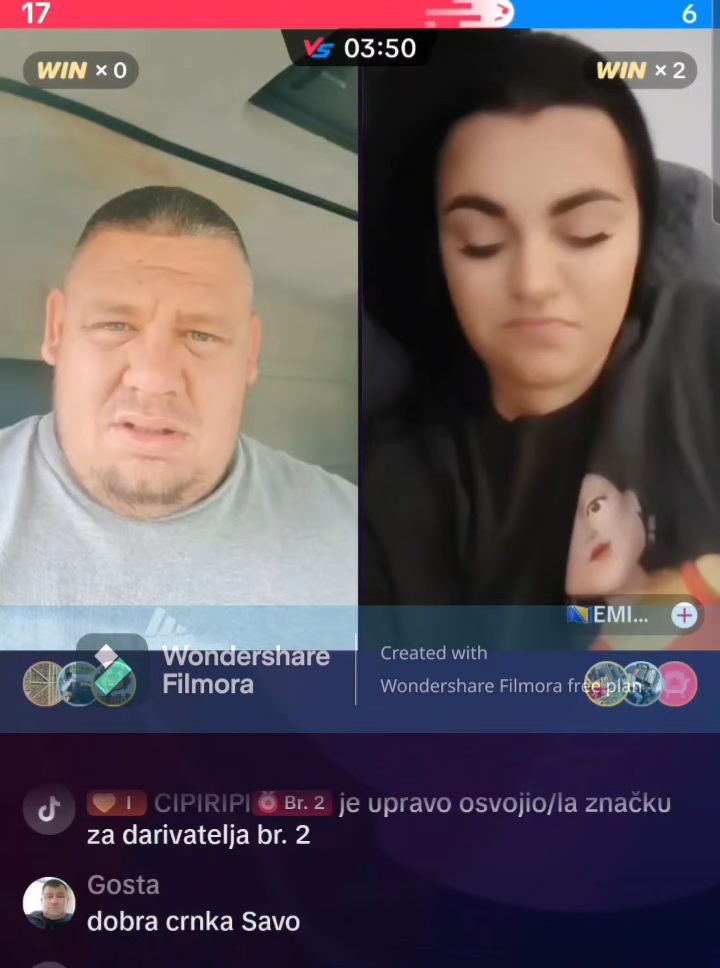 17
6
VS 03:50
WIN × 0
WIN × 2
EMI...
Wondershare
Filmora
Created with
Wondershare Filmora free plan
I CIPIRIPI Br. 2 je upravo osvojio/la značku
za darivatelja br. 2
Gosta
dobra crnka Savo